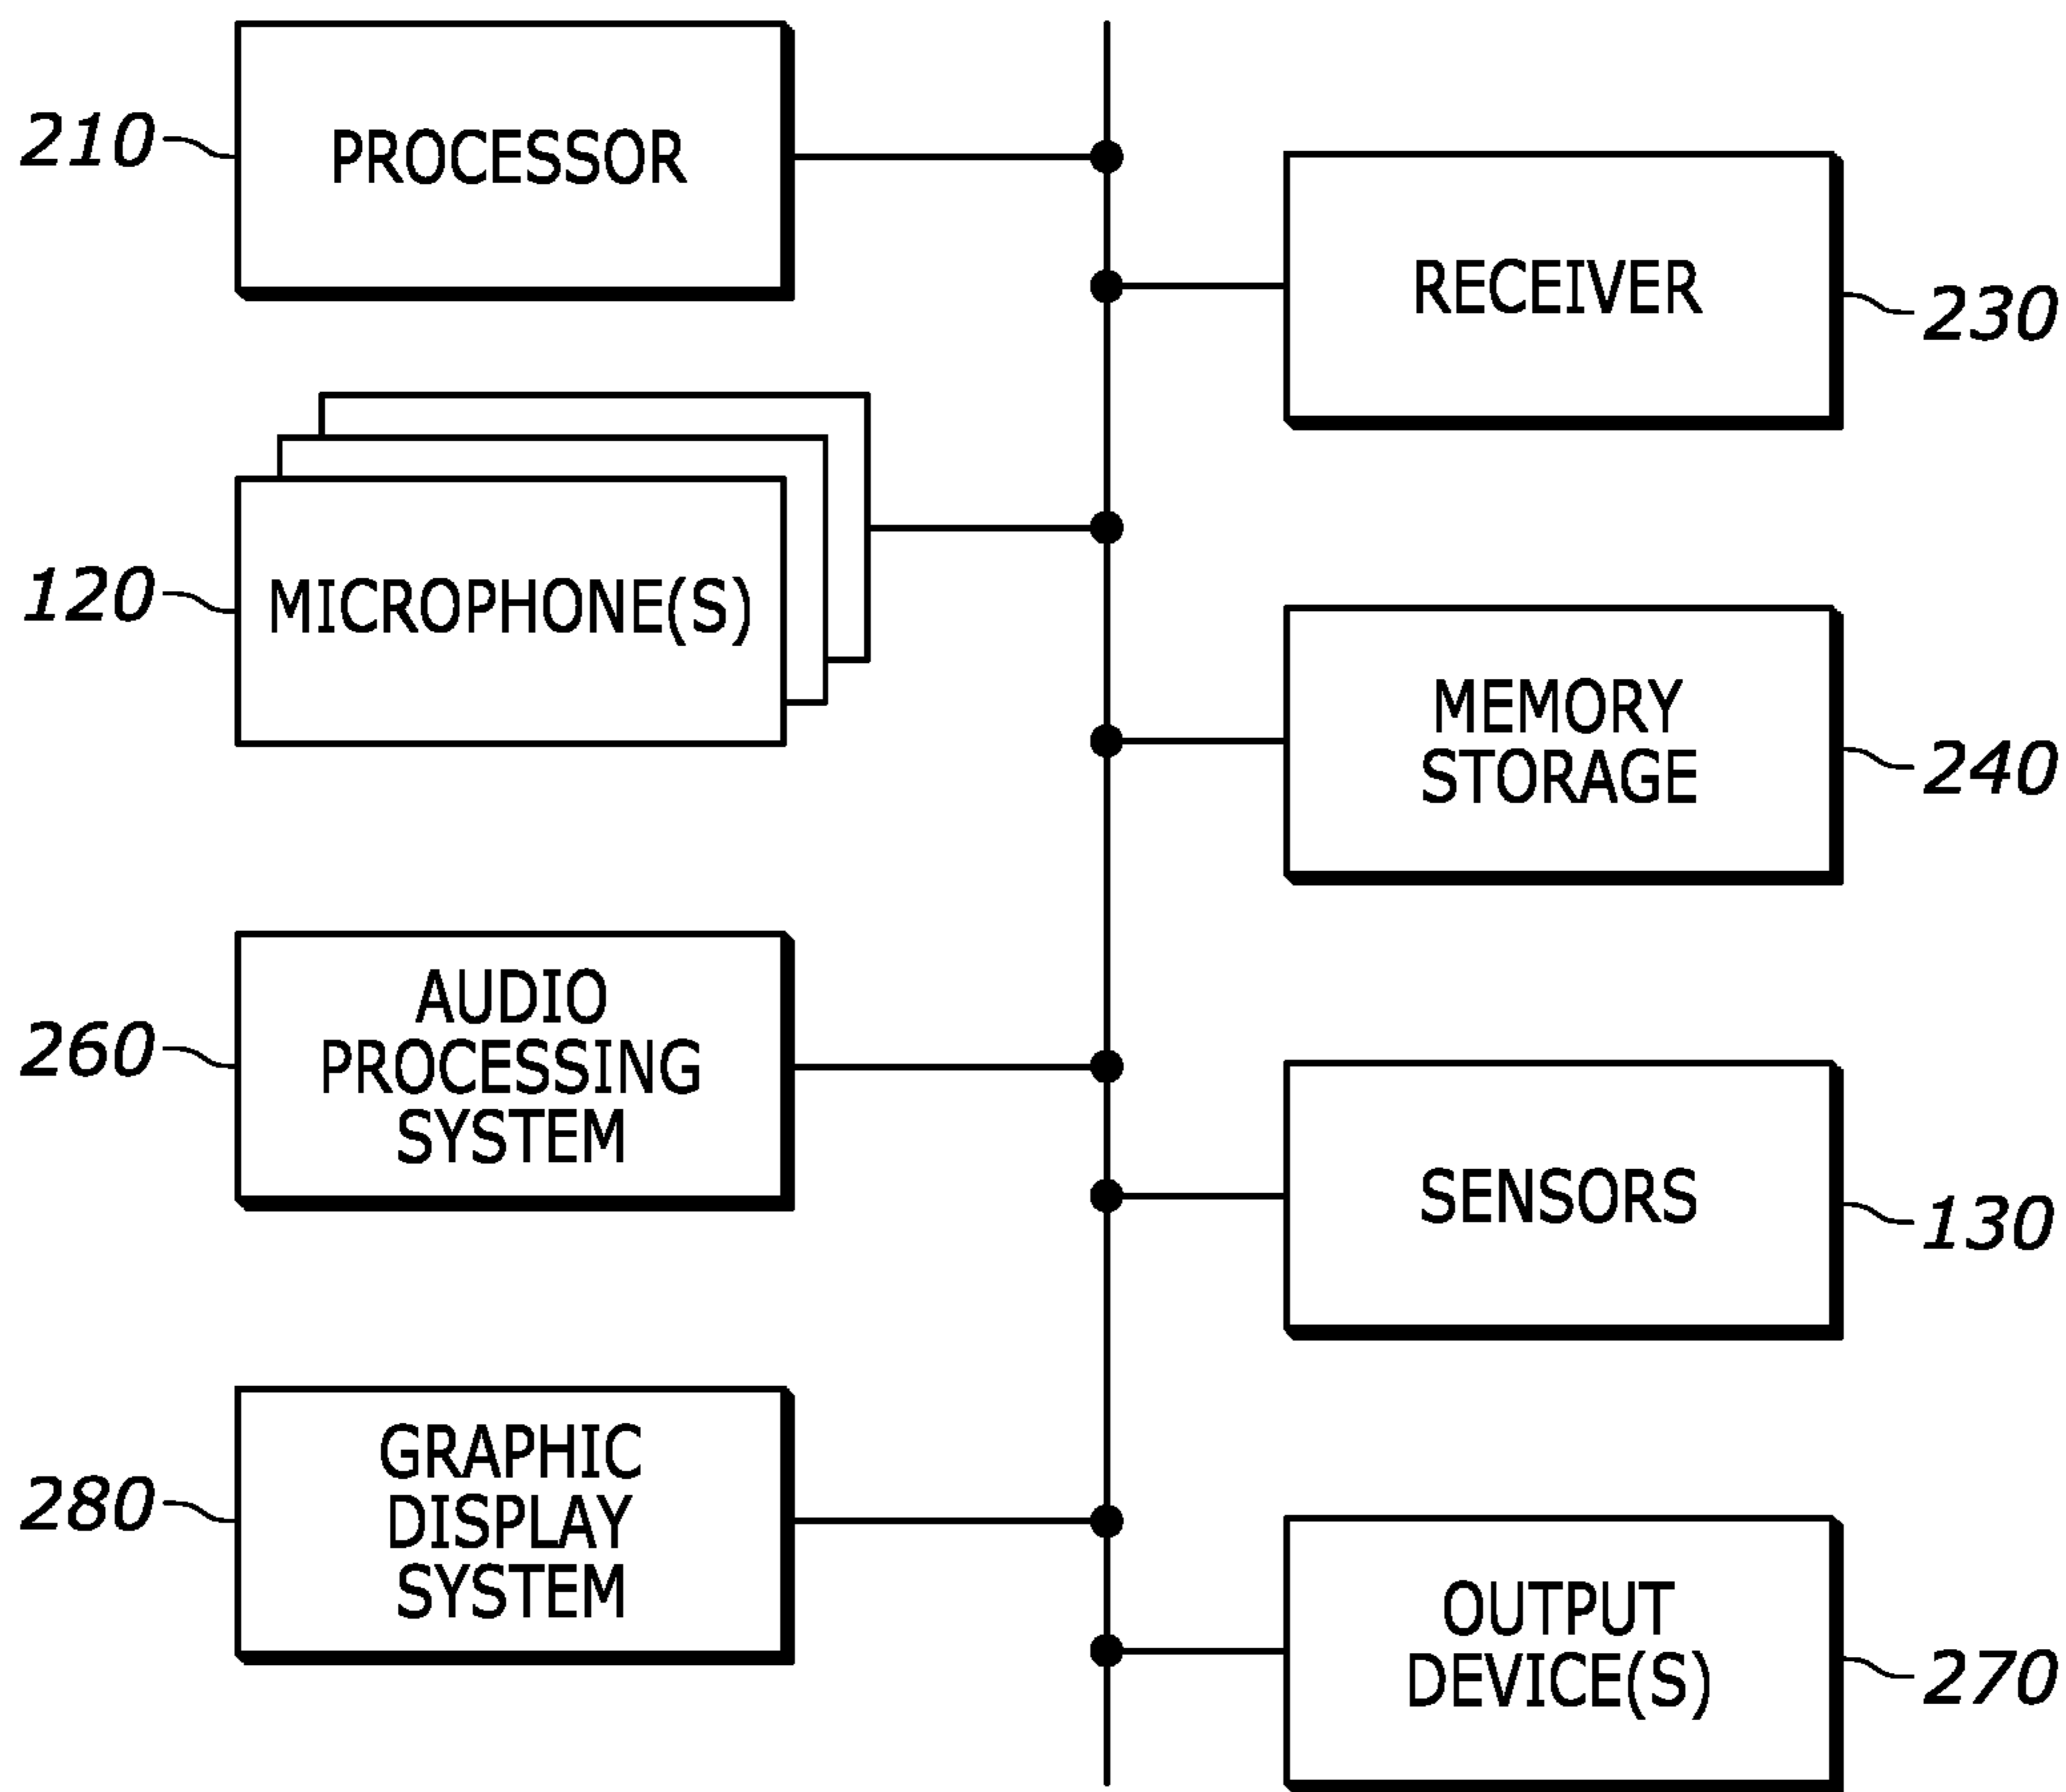 210
PROCESSOR
RECEIVER
230
120
MICROPHONE(S)
MEMORY
STORAGE
240
260
AUDIO
PROCESSING
SYSTEM
SENSORS
130
280
GRAPHIC
DISPLAY
SYSTEM
OUTPUT
DEVICE(S)
270